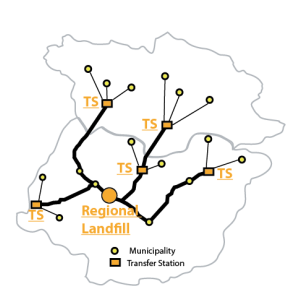 TS
TS
TS
TS
TS
Regional
Landfill
Municipality
Transfer Station